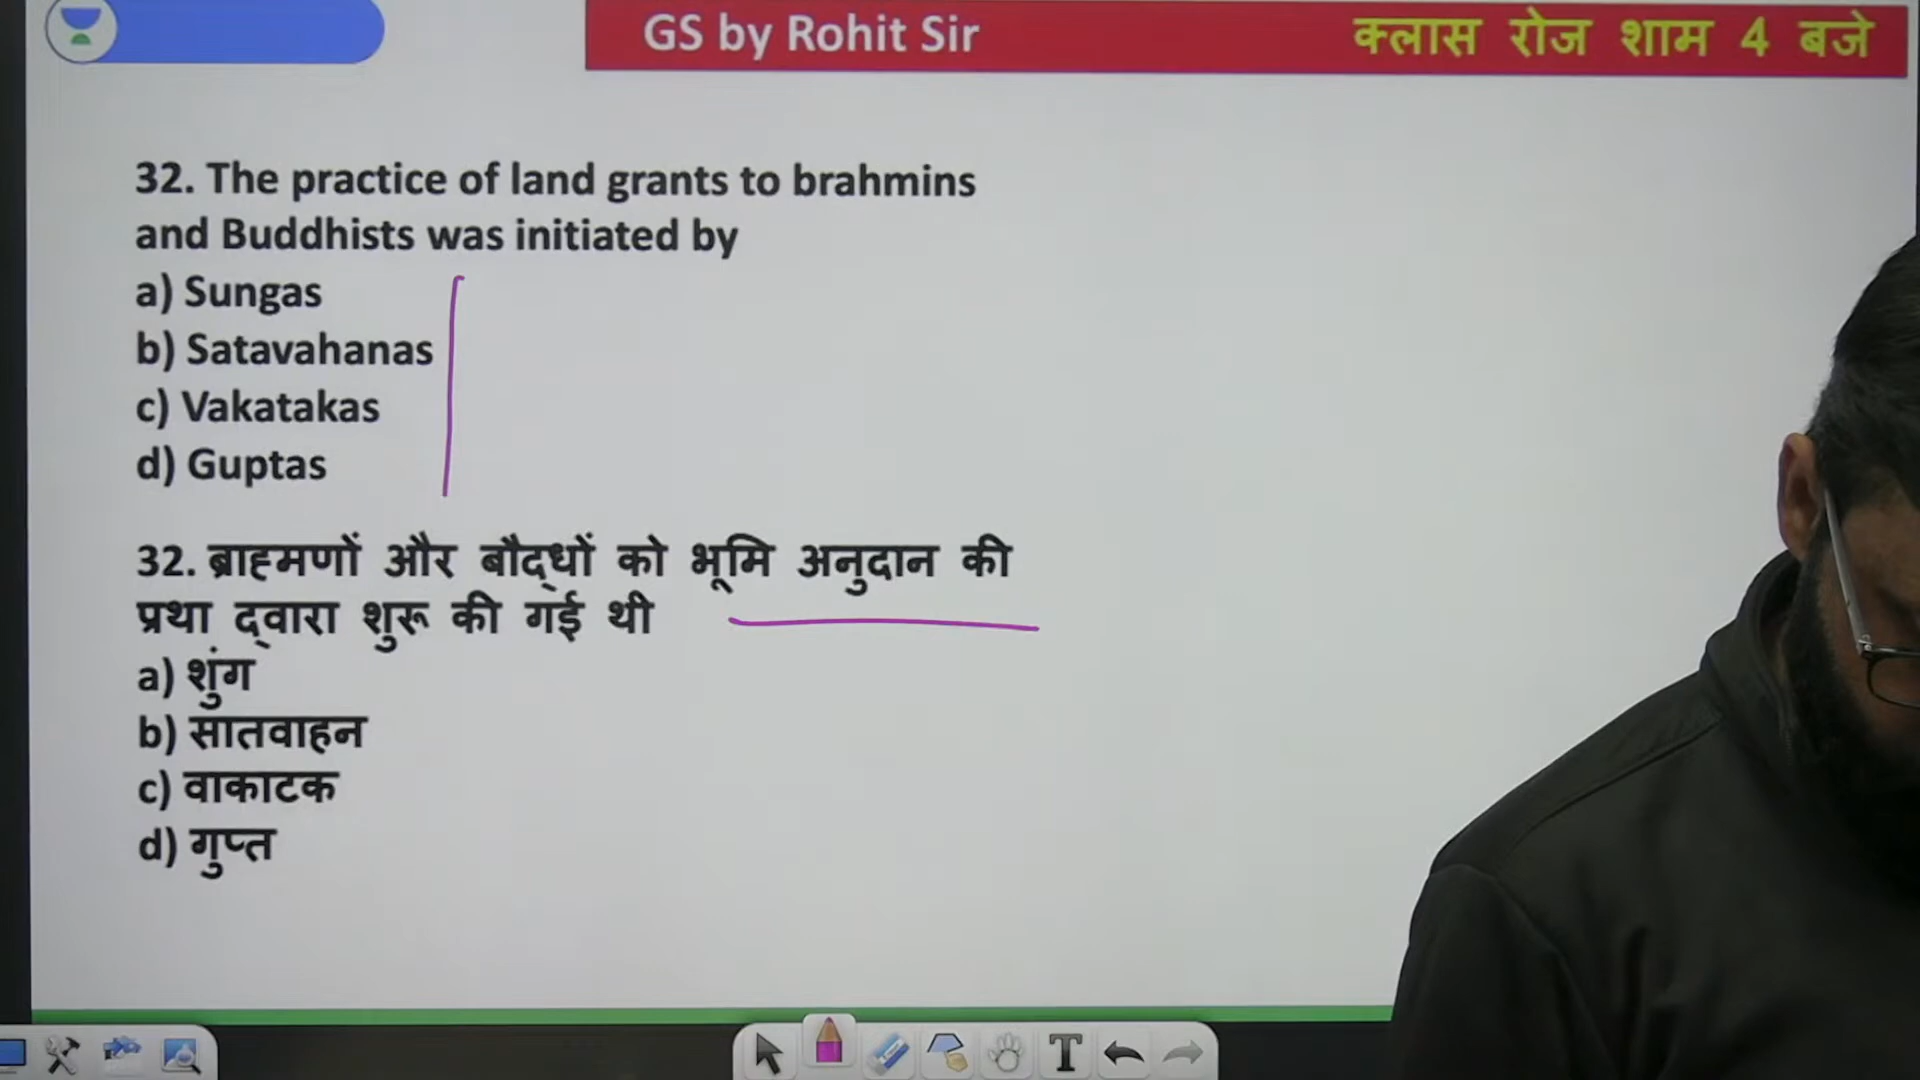 GS by Rohit Sir
क्लास रोज शाम 4 बजे
32. The practice of land grants to brahmins
and Buddhists was initiated by
a) Sungas
b) Satavahanas
c) Vakatakas
d) Guptas
32. ब्राह्मणों और बौद्धों को भूमि अनुदान की
प्रथा द्वारा शुरू की गई थी
a) शुंग
b) सातवाहन
c) वाकाटक
d) गुप्त
T